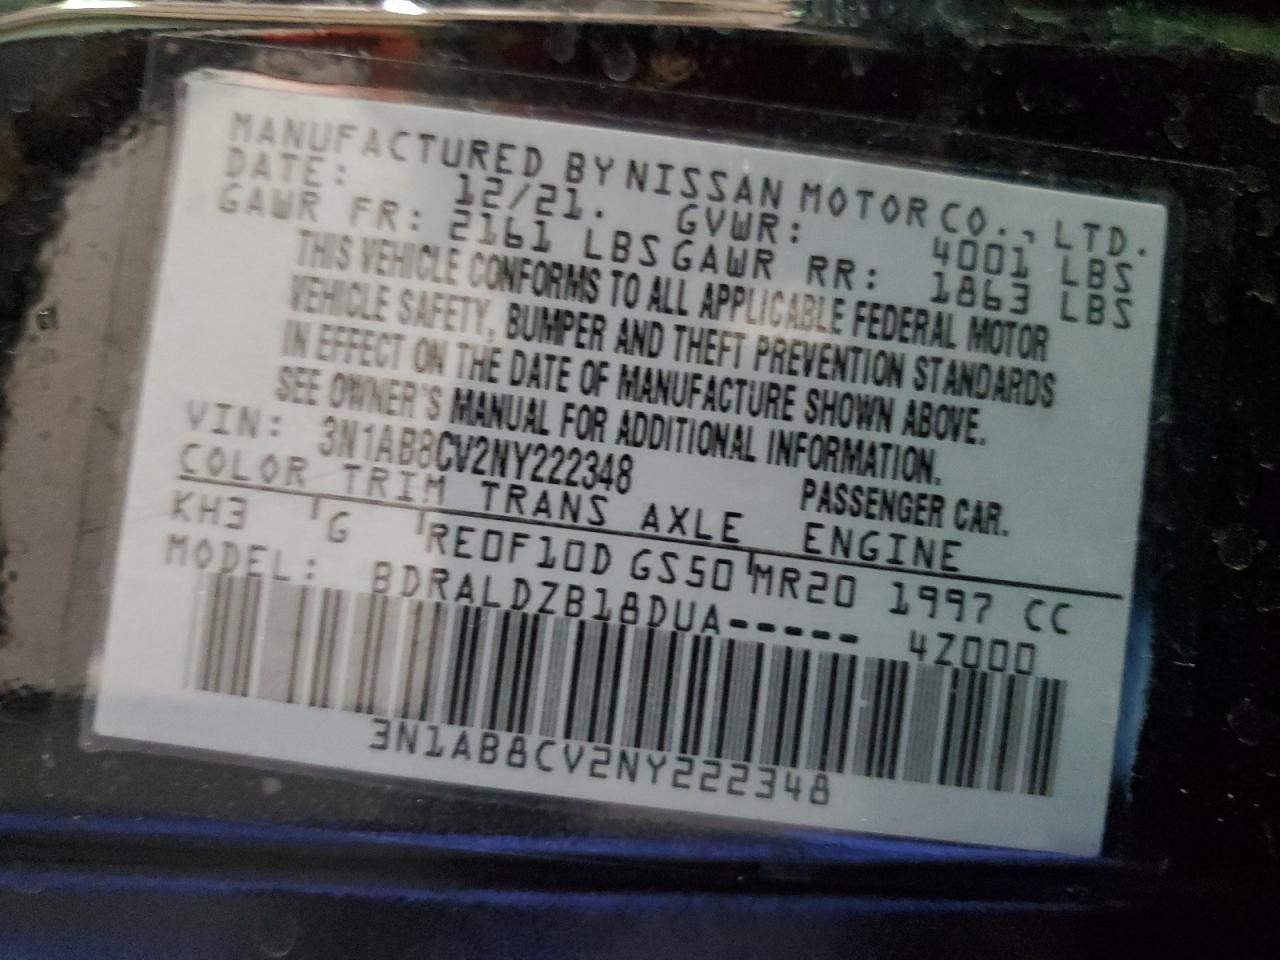 MANUFACTURED BY NISSAN MOTOR CO., LTD.
DATE: 12/21. GVWR: 4001 LBS
GAWR FR: 2161 LBS GAWR RR: 1863 LBS
THIS VEHICLE CONFORMS TO ALL APPLICABLE FEDERAL MOTOR
VEHICLE SAFETY, BUMPER AND THEFT PREVENTION STANDARDS
IN EFFECT ON THE DATE OF MANUFACTURE SHOWN ABOVE.
SEE OWNER'S MANUAL FOR ADDITIONAL INFORMATION.
VIN: 3N1AB8CV2NY222348 PASSENGER CAR.
COLOR TRIM TRANS AXLE ENGINE
KH3 G RE0F10D GS50 MR20 1997 CC
MODEL: BDRALDZB18DUA----- 4Z000
3N1AB8CV2NY222348